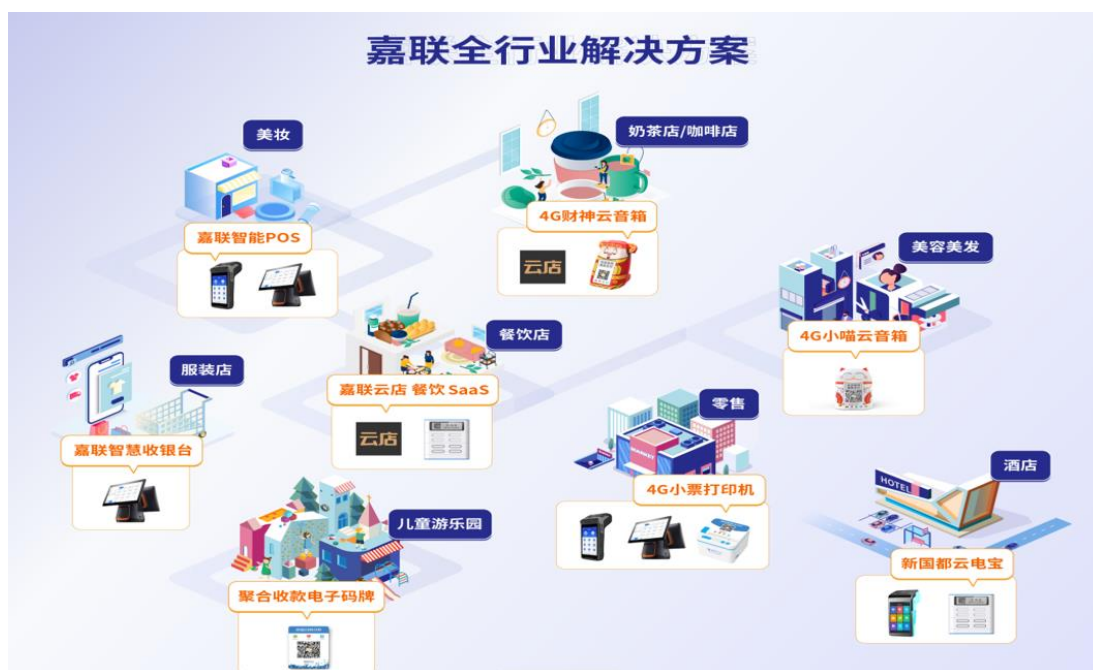 嘉联全行业解决方案
美妆
嘉联智能POS
奶茶店/咖啡店
4G财神云音箱
云店
美容美发
4G小喵云音箱
服装店
嘉联智慧收银台
餐饮店
嘉联云店 餐饮 SaaS
云店
零售
MARKET
4G小票打印机
酒店
HOTEL
新国都云电宝
儿童游乐园
聚合收款电子码牌